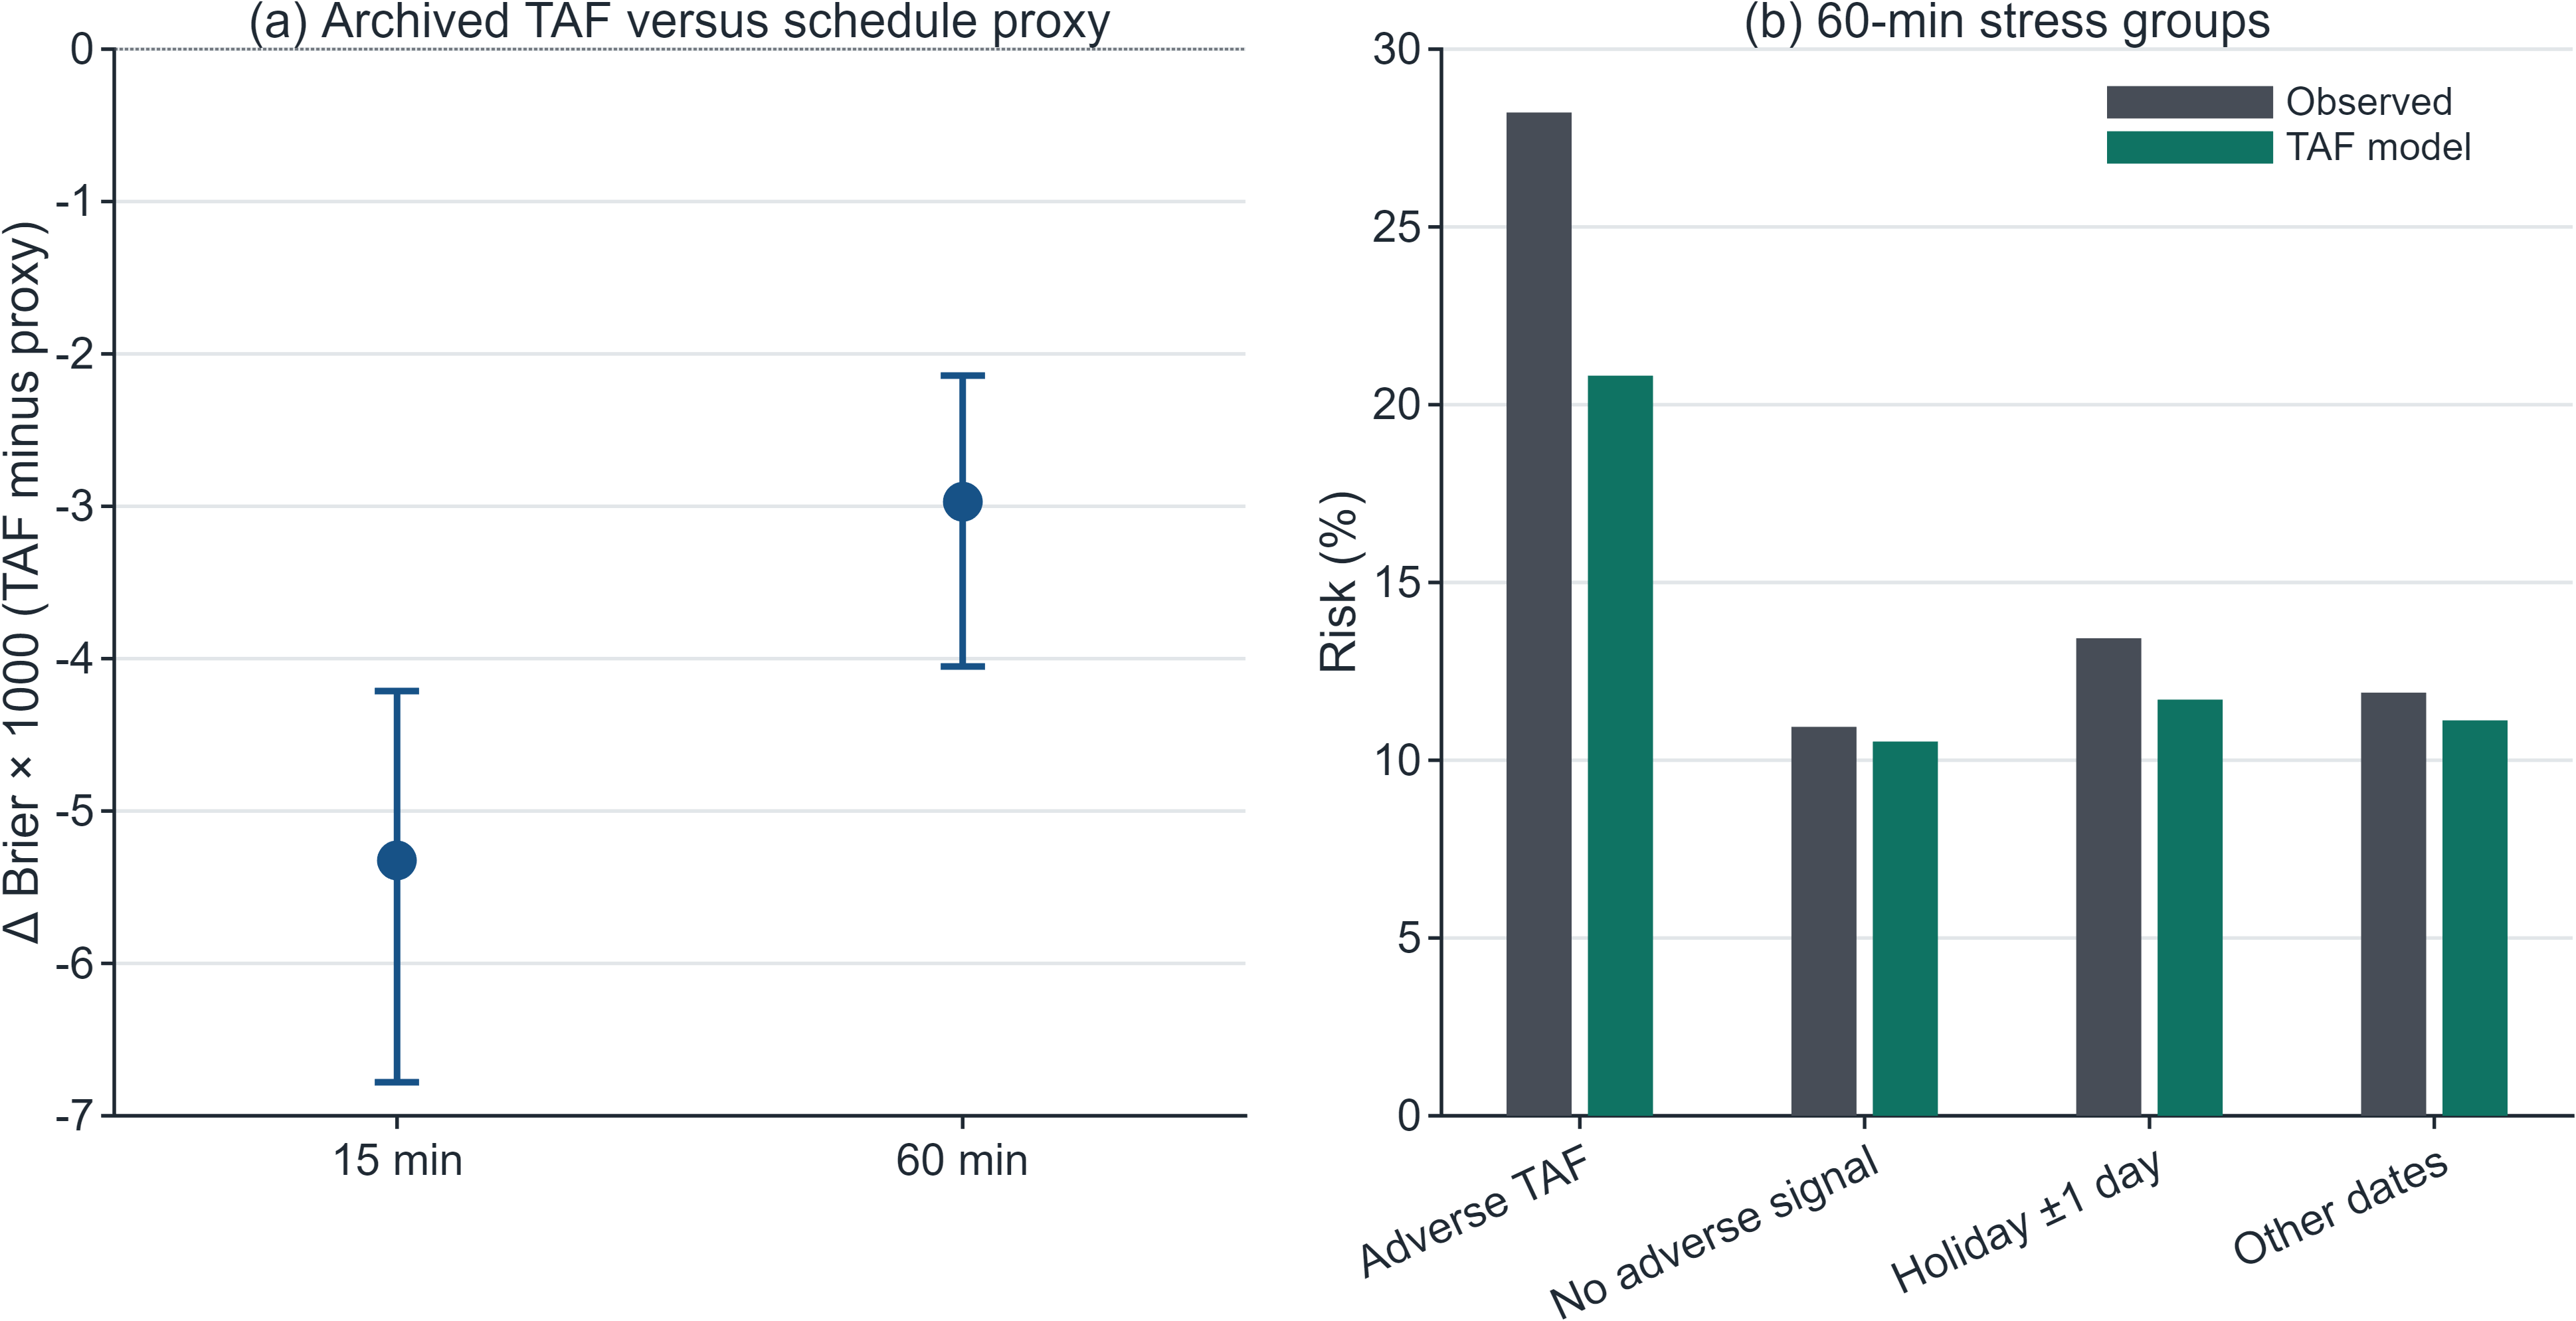 (a) Archived TAF versus schedule proxy
Δ Brier × 1000 (TAF minus proxy)
0
-1
-2
-3
-4
-5
-6
-7
15 min
60 min
(b) 60-min stress groups
Risk (%)
30
25
20
15
10
5
0
Observed
TAF model
Adverse TAF
No adverse signal
Holiday ±1 day
Other dates